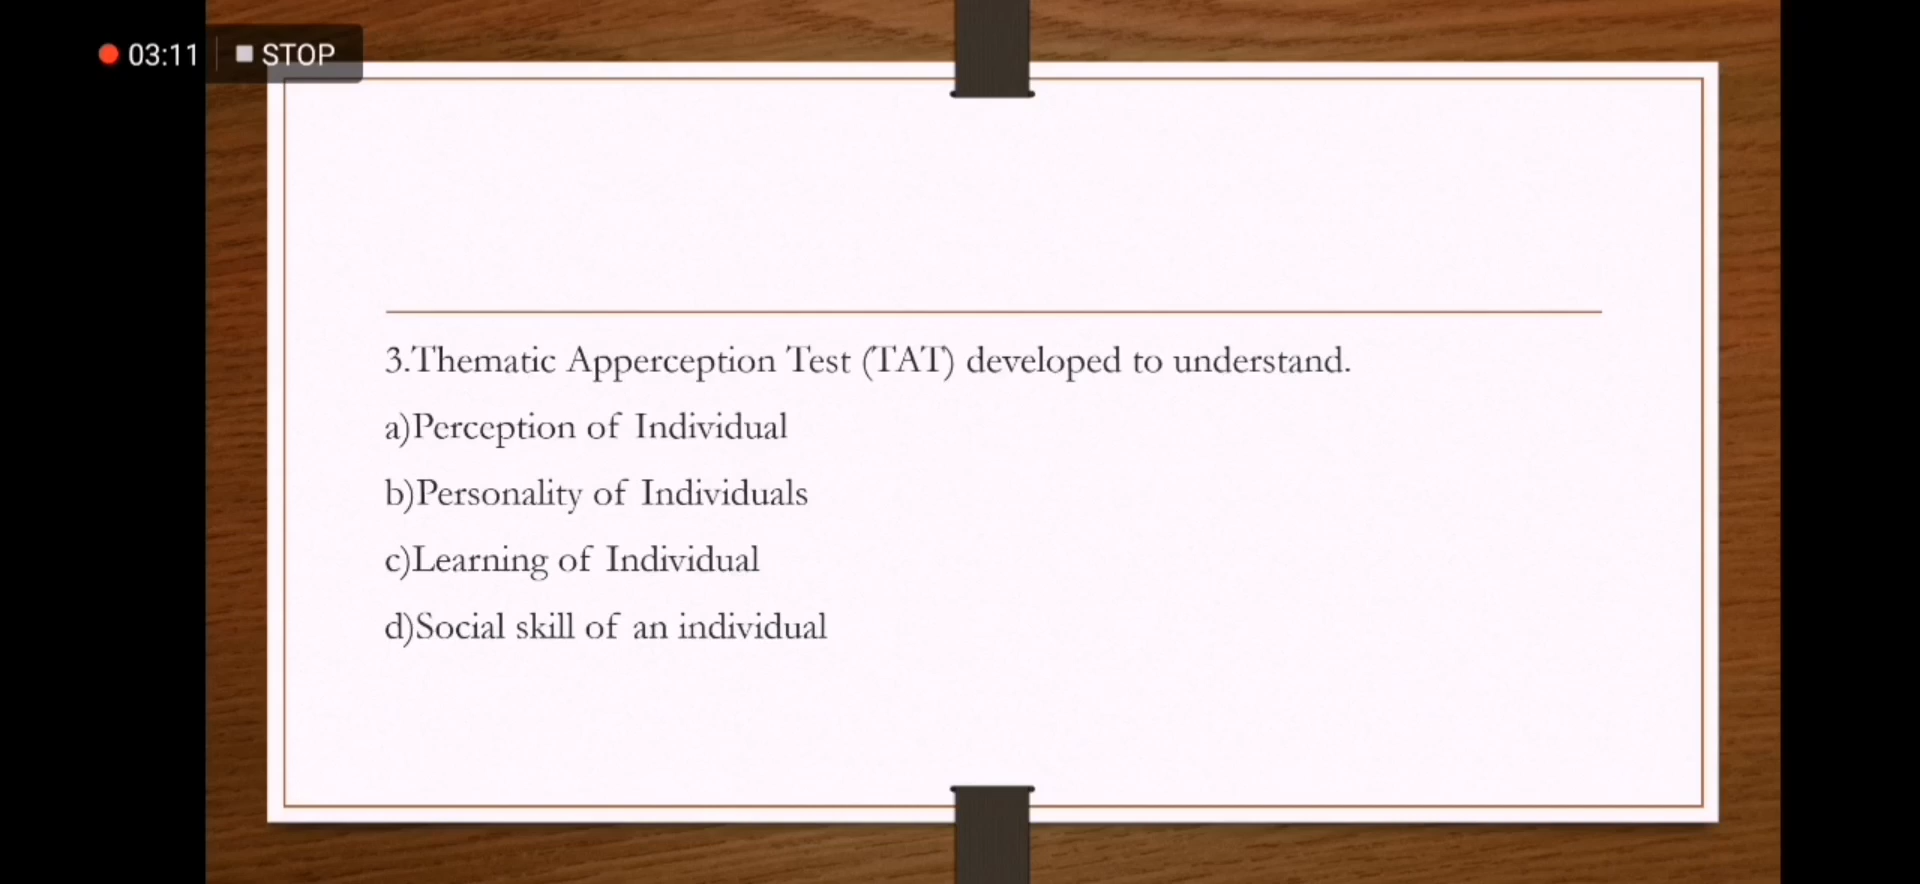 03:11 STOP
3.Thematic Apperception Test (TAT) developed to understand.
a)Perception of Individual
b)Personality of Individuals
c)Learning of Individual
d)Social skill of an individual